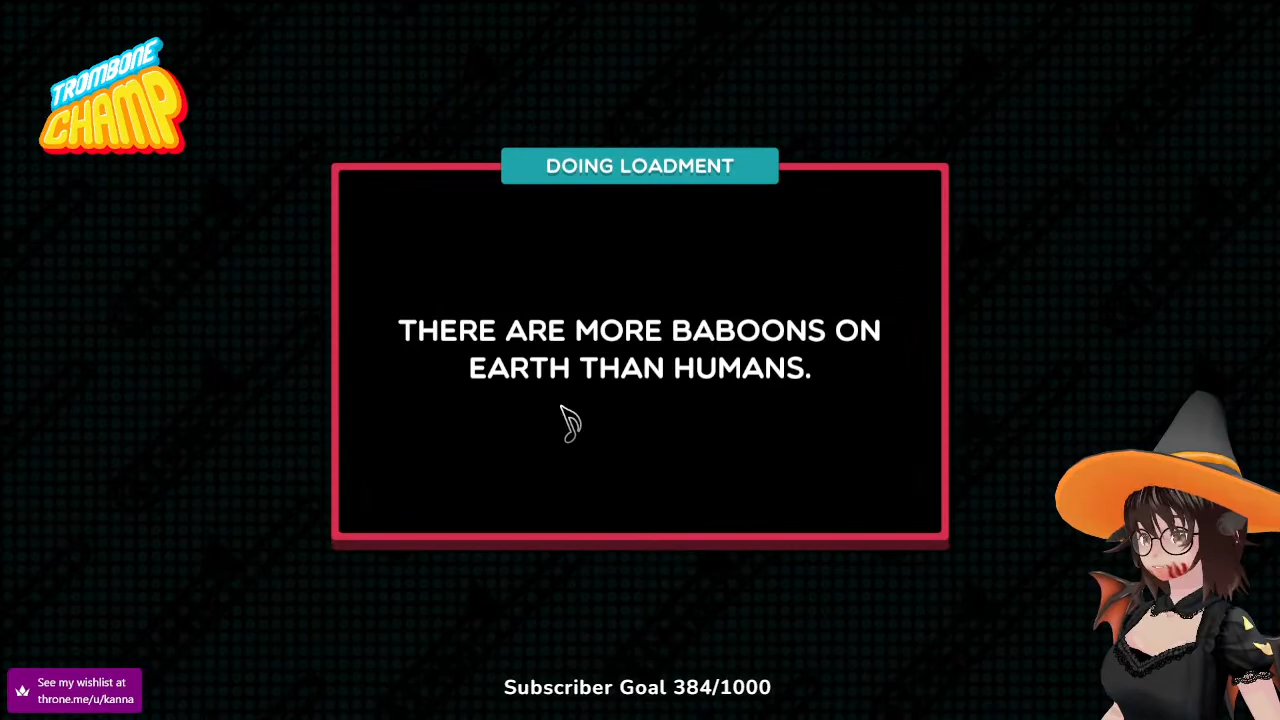 TROMBONE
CHAMP
DOING LOADMENT
THERE ARE MORE BABOONS ON
EARTH THAN HUMANS.
See my wishlist at
throne.me/u/kanna
Subscriber Goal 384/1000